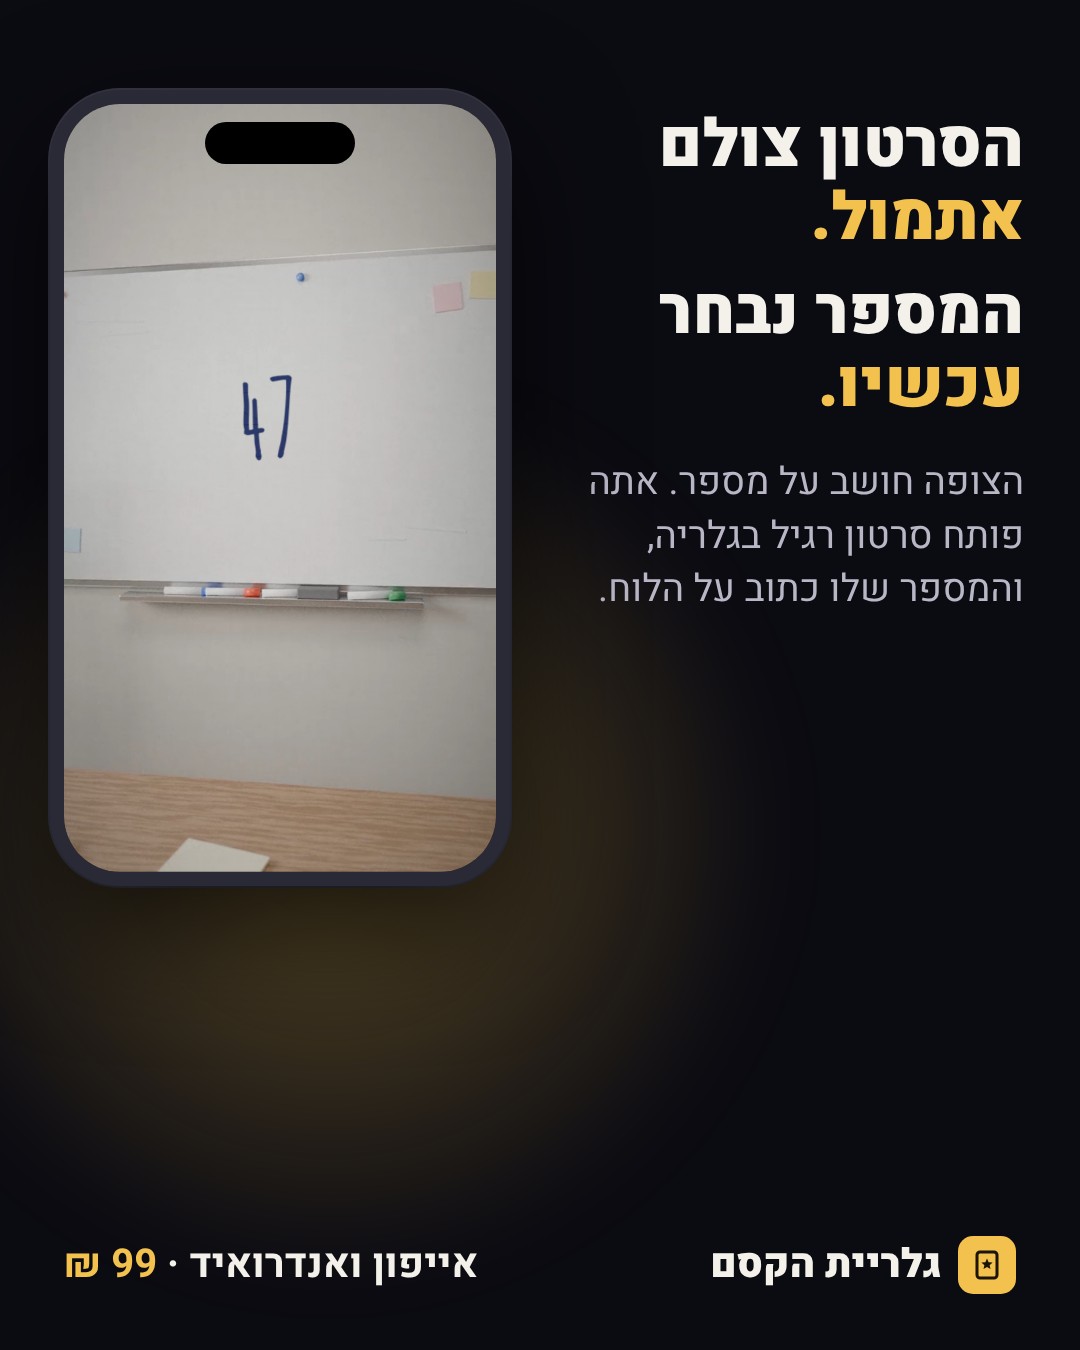 הסרטון צולם
אתמול.
המספר נבחר
עכשיו.
הצופה חושב על מספר. אתה
פותח סרטון רגיל בגלריה,
והמספר שלו כתוב על הלוח.
47
גלריית הקסם
אייפון ואנדרואיד · 99 ₪